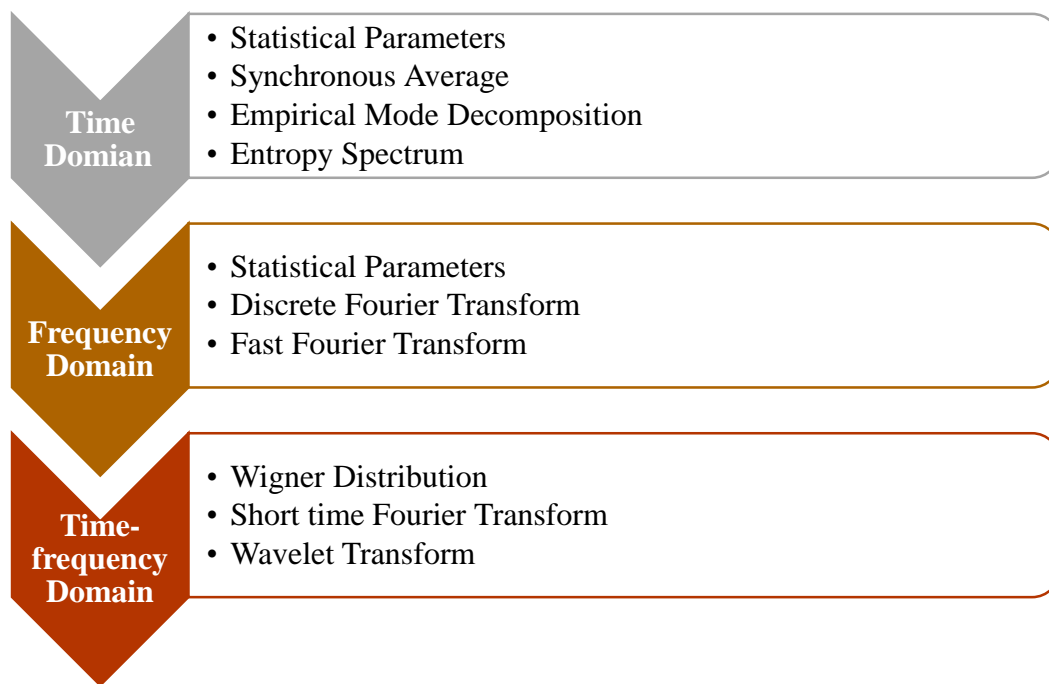 Time
Domian
• Statistical Parameters
• Synchronous Average
• Empirical Mode Decomposition
• Entropy Spectrum
Frequency
Domain
• Statistical Parameters
• Discrete Fourier Transform
• Fast Fourier Transform
Time-
frequency
Domain
• Wigner Distribution
• Short time Fourier Transform
• Wavelet Transform